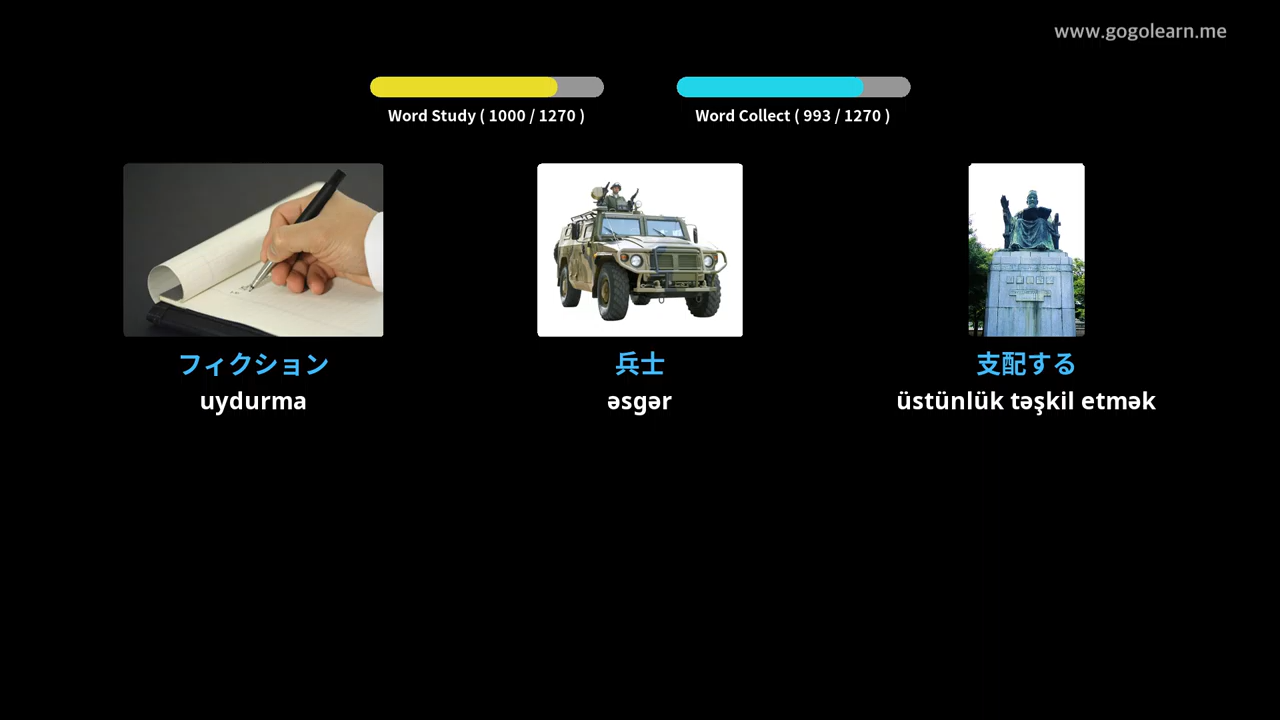 www.gogolearn.me
Word Study ( 1000 / 1270 )
Word Collect ( 993 / 1270 )
フィクション
uydurma
兵士
əsgər
支配する
üstünlük təşkil etmək